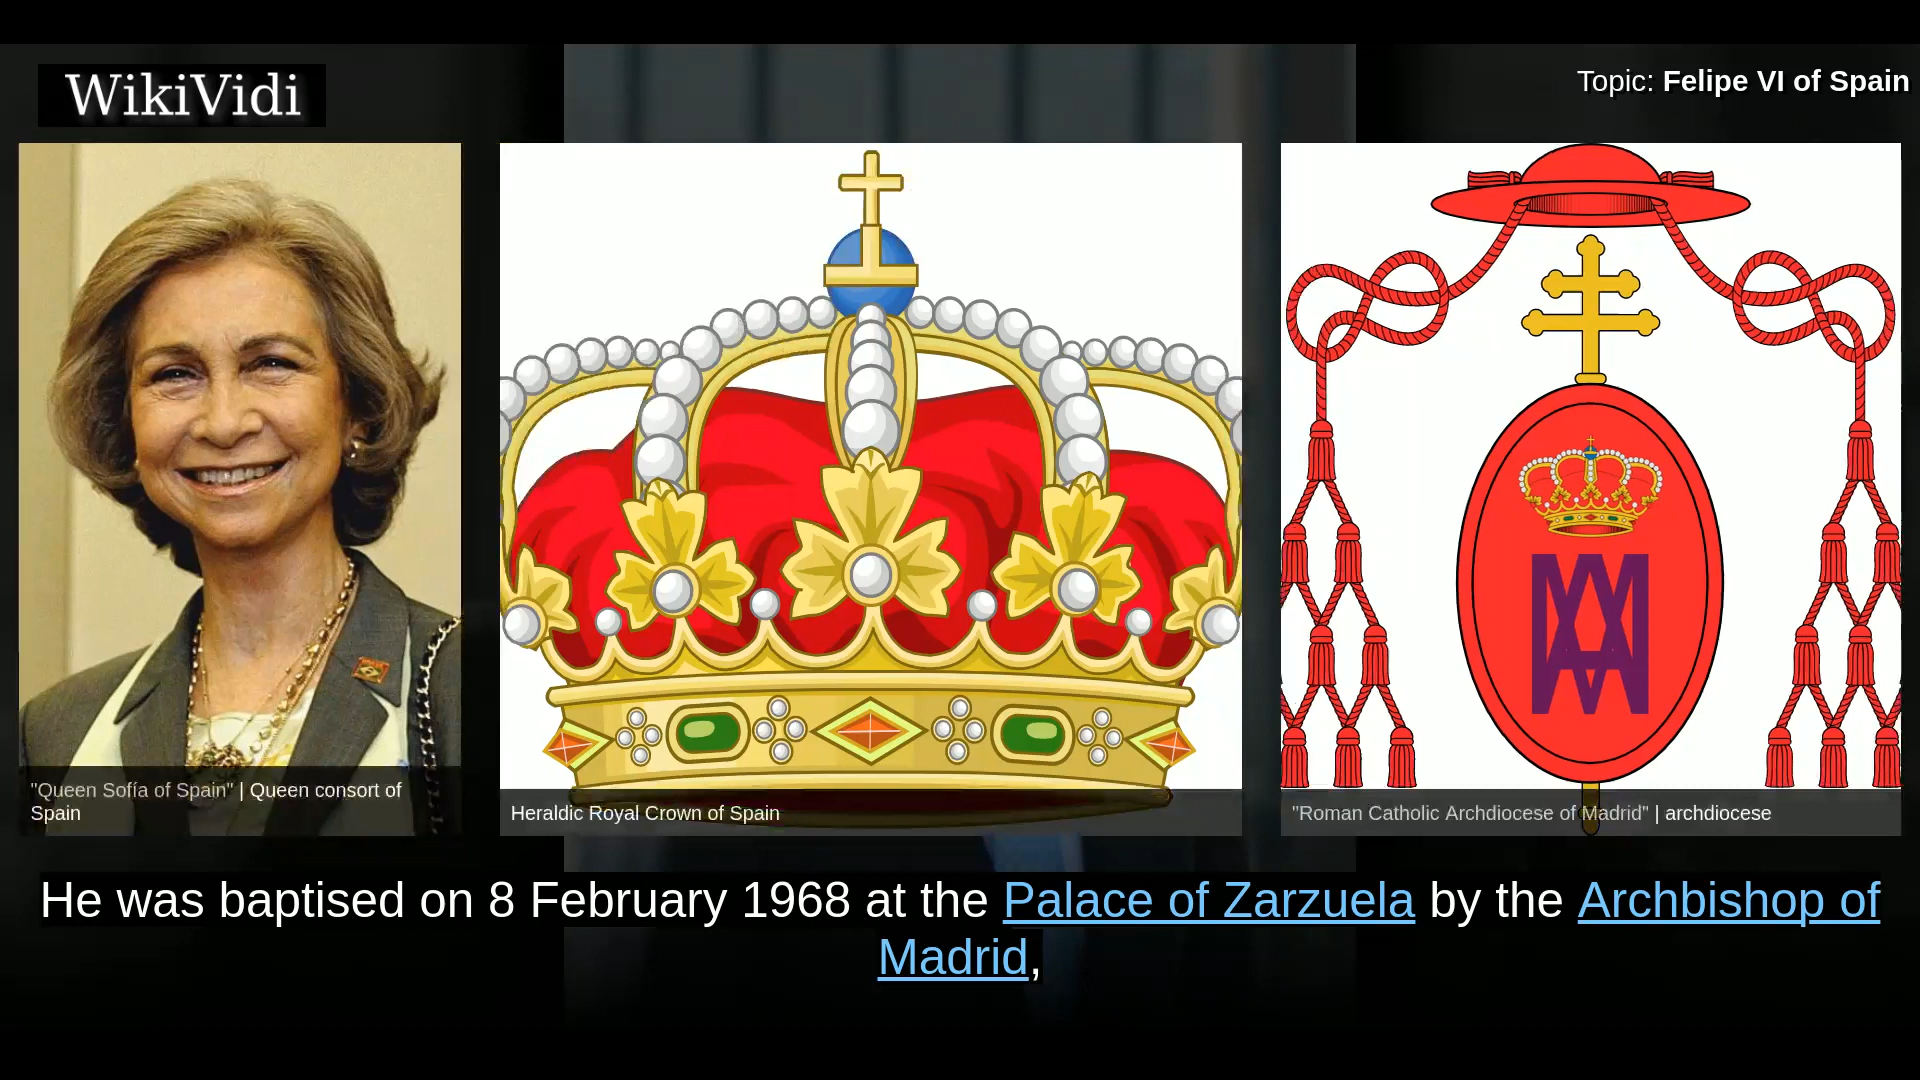 WikiVidi
Topic: Felipe VI of Spain
"Queen Sofía of Spain" | Queen consort of
Spain
Heraldic Royal Crown of Spain
"Roman Catholic Archdiocese of Madrid" | archdiocese
He was baptised on 8 February 1968 at the Palace of Zarzuela by the Archbishop of
Madrid,